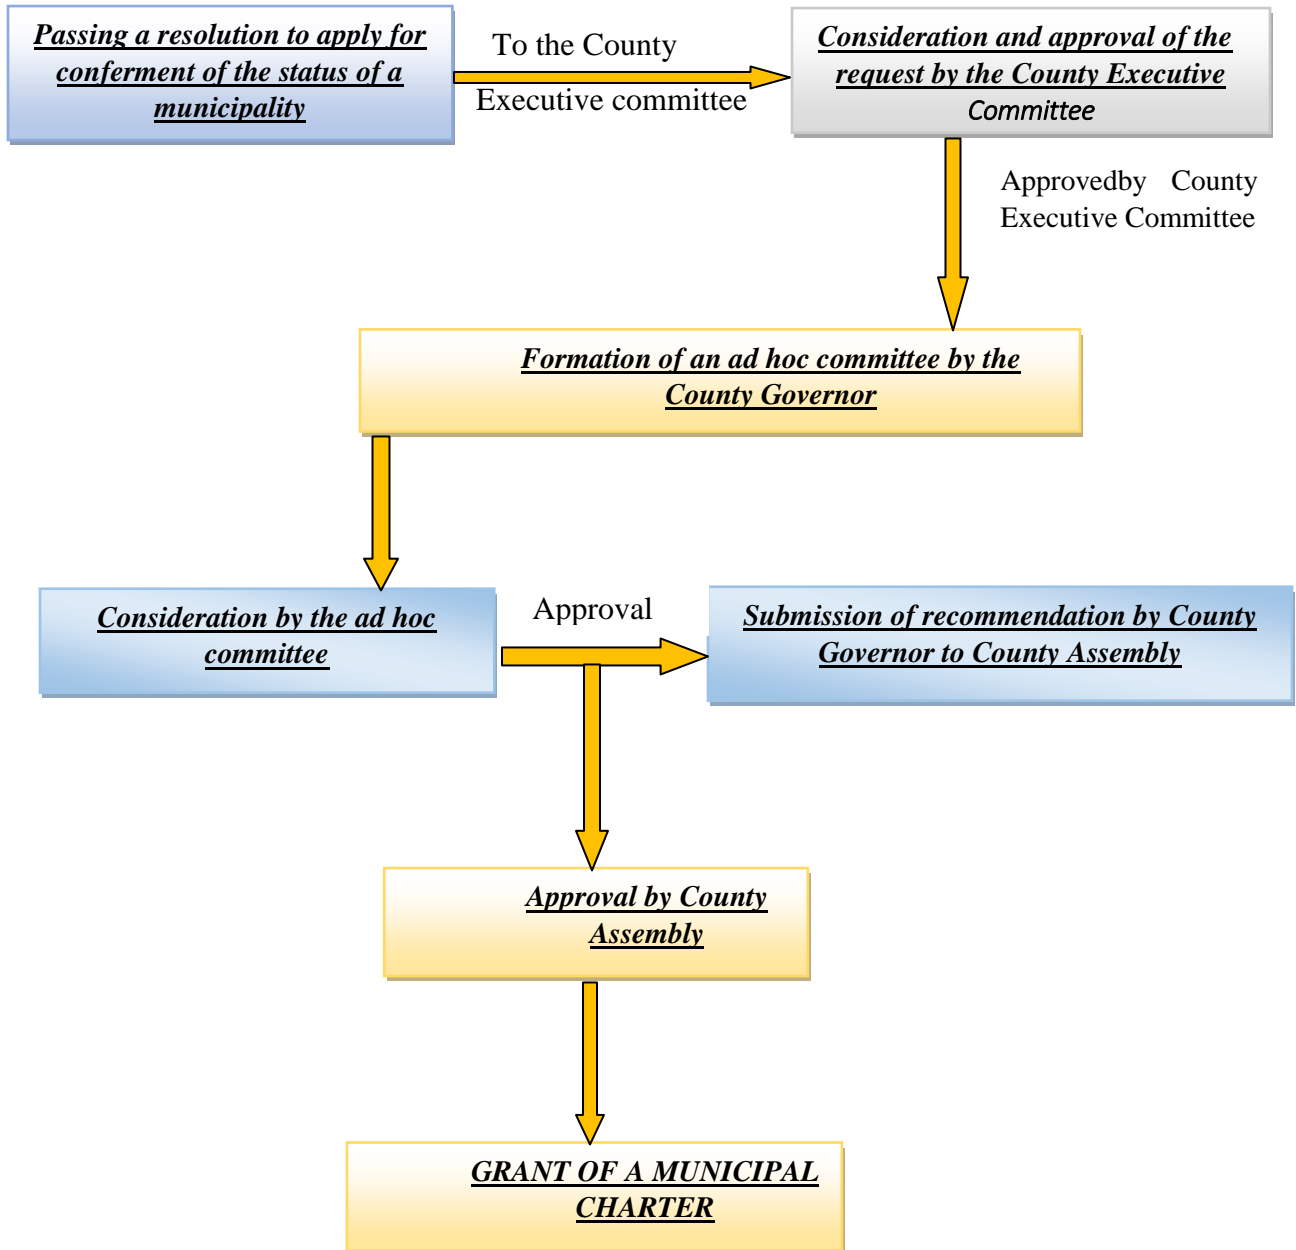 Passing a resolution to apply for
conferment of the status of a
municipality
To the County
Executive committee
Consideration and approval of the
request by the County Executive
Committee
Approvedby County
Executive Committee
Formation of an ad hoc committee by the
County Governor
Consideration by the ad hoc
committee
Approval
Submission of recommendation by County
Governor to County Assembly
Approval by County
Assembly
GRANT OF A MUNICIPAL
CHARTER